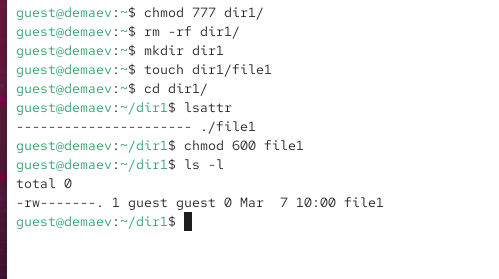 guest@demaev:~$ chmod 777 dir1/
guest@demaev:~$ rm -rf dir1/
guest@demaev:~$ mkdir dir1
guest@demaev:~$ touch dir1/file1
guest@demaev:~$ cd dir1/
guest@demaev:~/dir1$ lsattr
---------------------- ./file1
guest@demaev:~/dir1$ chmod 600 file1
guest@demaev:~/dir1$ ls -l
total 0
-rw-------. 1 guest guest 0 Mar  7 10:00 file1
guest@demaev:~/dir1$